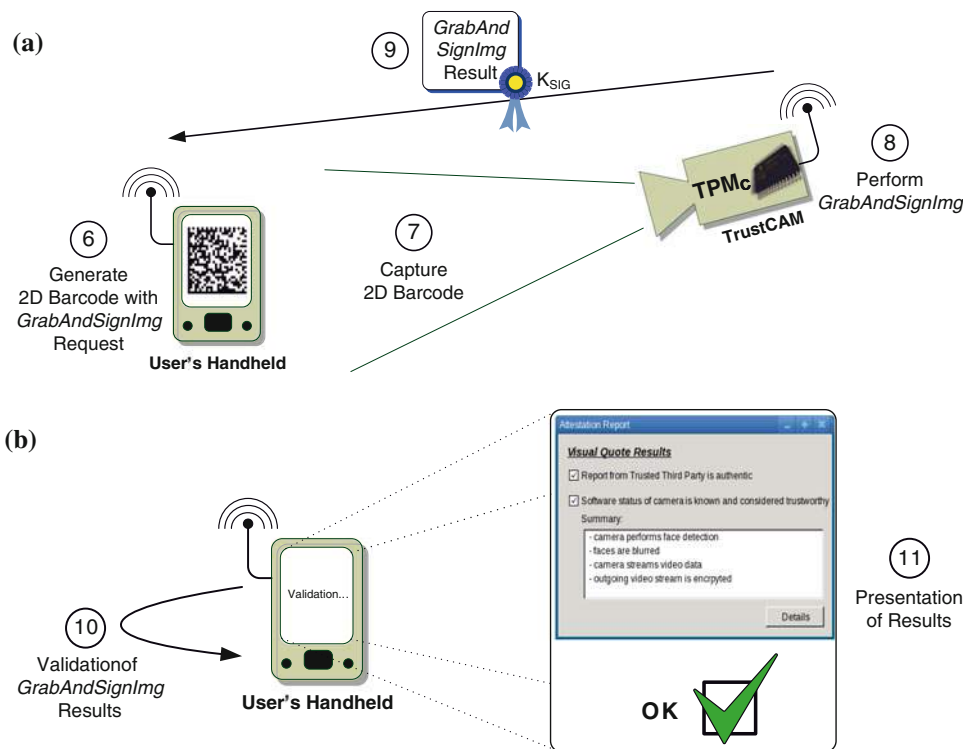 (a)
9
GrabAnd
SignImg
Result
K_SIG
6
Generate
2D Barcode with
GrabAndSignImg
Request
User's Handheld
7
Capture
2D Barcode
TPMc
TrustCAM
8
Perform
GrabAndSignImg
(b)
10
Validationof
GrabAndSignImg
Results
Validation...
User's Handheld
Attestation Report
Visual Quote Results
Report from Trusted Third Party is authentic
Software status of camera is known and considered trustworthy
Summary:
- camera performs face detection
- faces are blurred
- camera streams video data
- outgoing video stream is encrpyted
Details
OK
11
Presentation
of Results